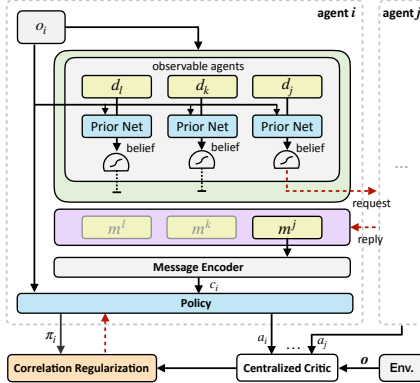 agent i
agent j
o_i
observable agents
d_l
d_k
d_j
Prior Net
Prior Net
Prior Net
belief
belief
belief
...
request
m^l
m^k
m^j
reply
Message Encoder
c_i
Policy
π_i
a_i
...
a_j
Correlation Regularization
Centralized Critic
o
Env.